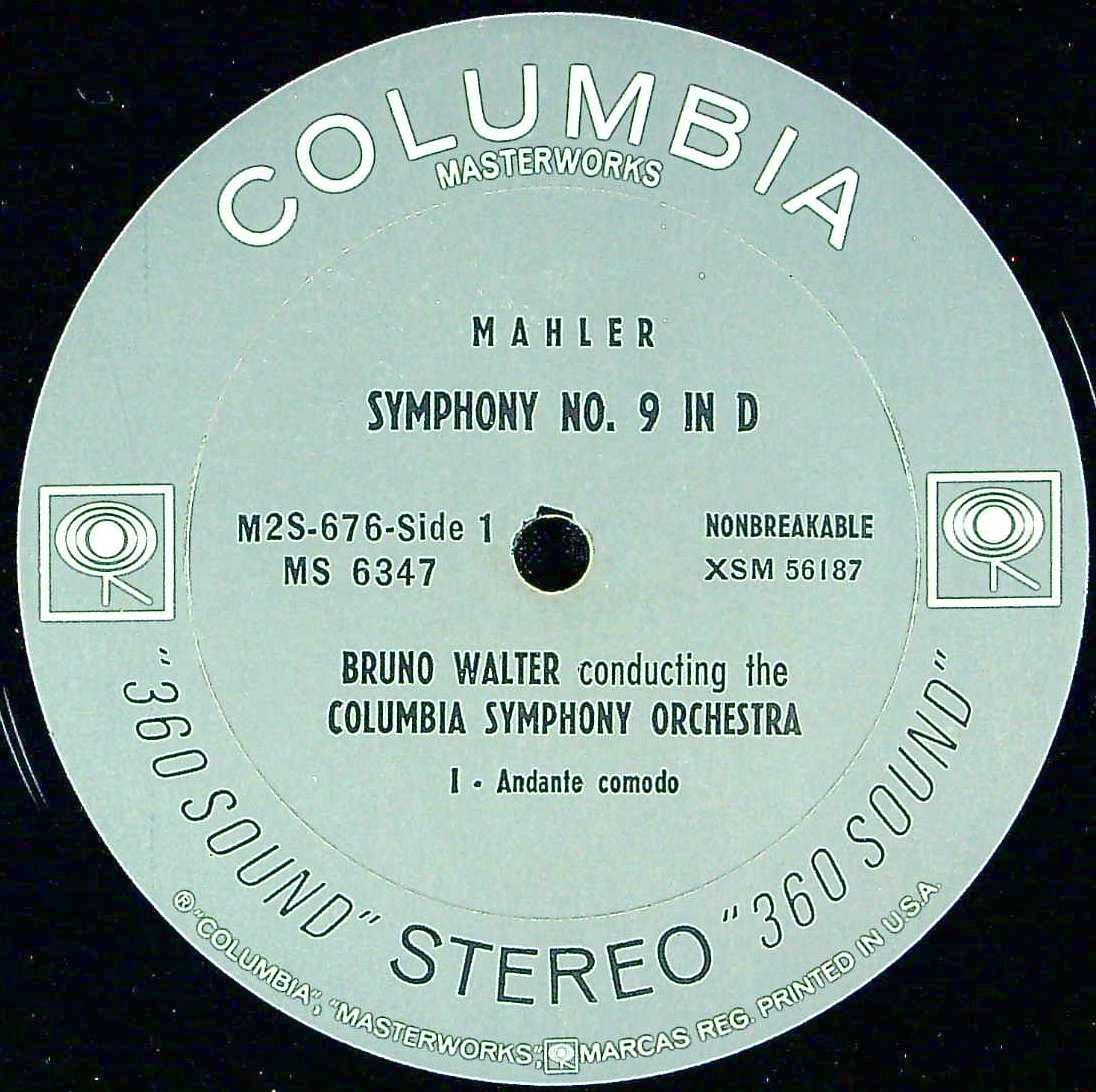 COLUMBIA
MASTERWORKS
MAHLER
SYMPHONY NO. 9 IN D
M2S-676-Side 1
MS 6347
NONBREAKABLE
XSM 56187
BRUNO WALTER conducting the
COLUMBIA SYMPHONY ORCHESTRA
I - Andante comodo
"360 SOUND" STEREO "360 SOUND"
® "COLUMBIA", "MASTERWORKS", MARCAS REG. PRINTED IN U.S.A.